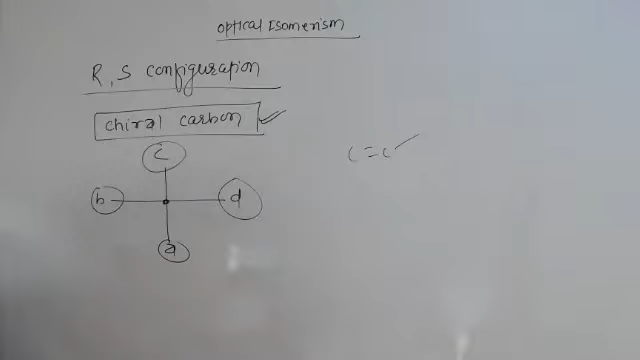 optical Isomerism
R, S configuration
chiral carbon
c
c = c
b
d
a